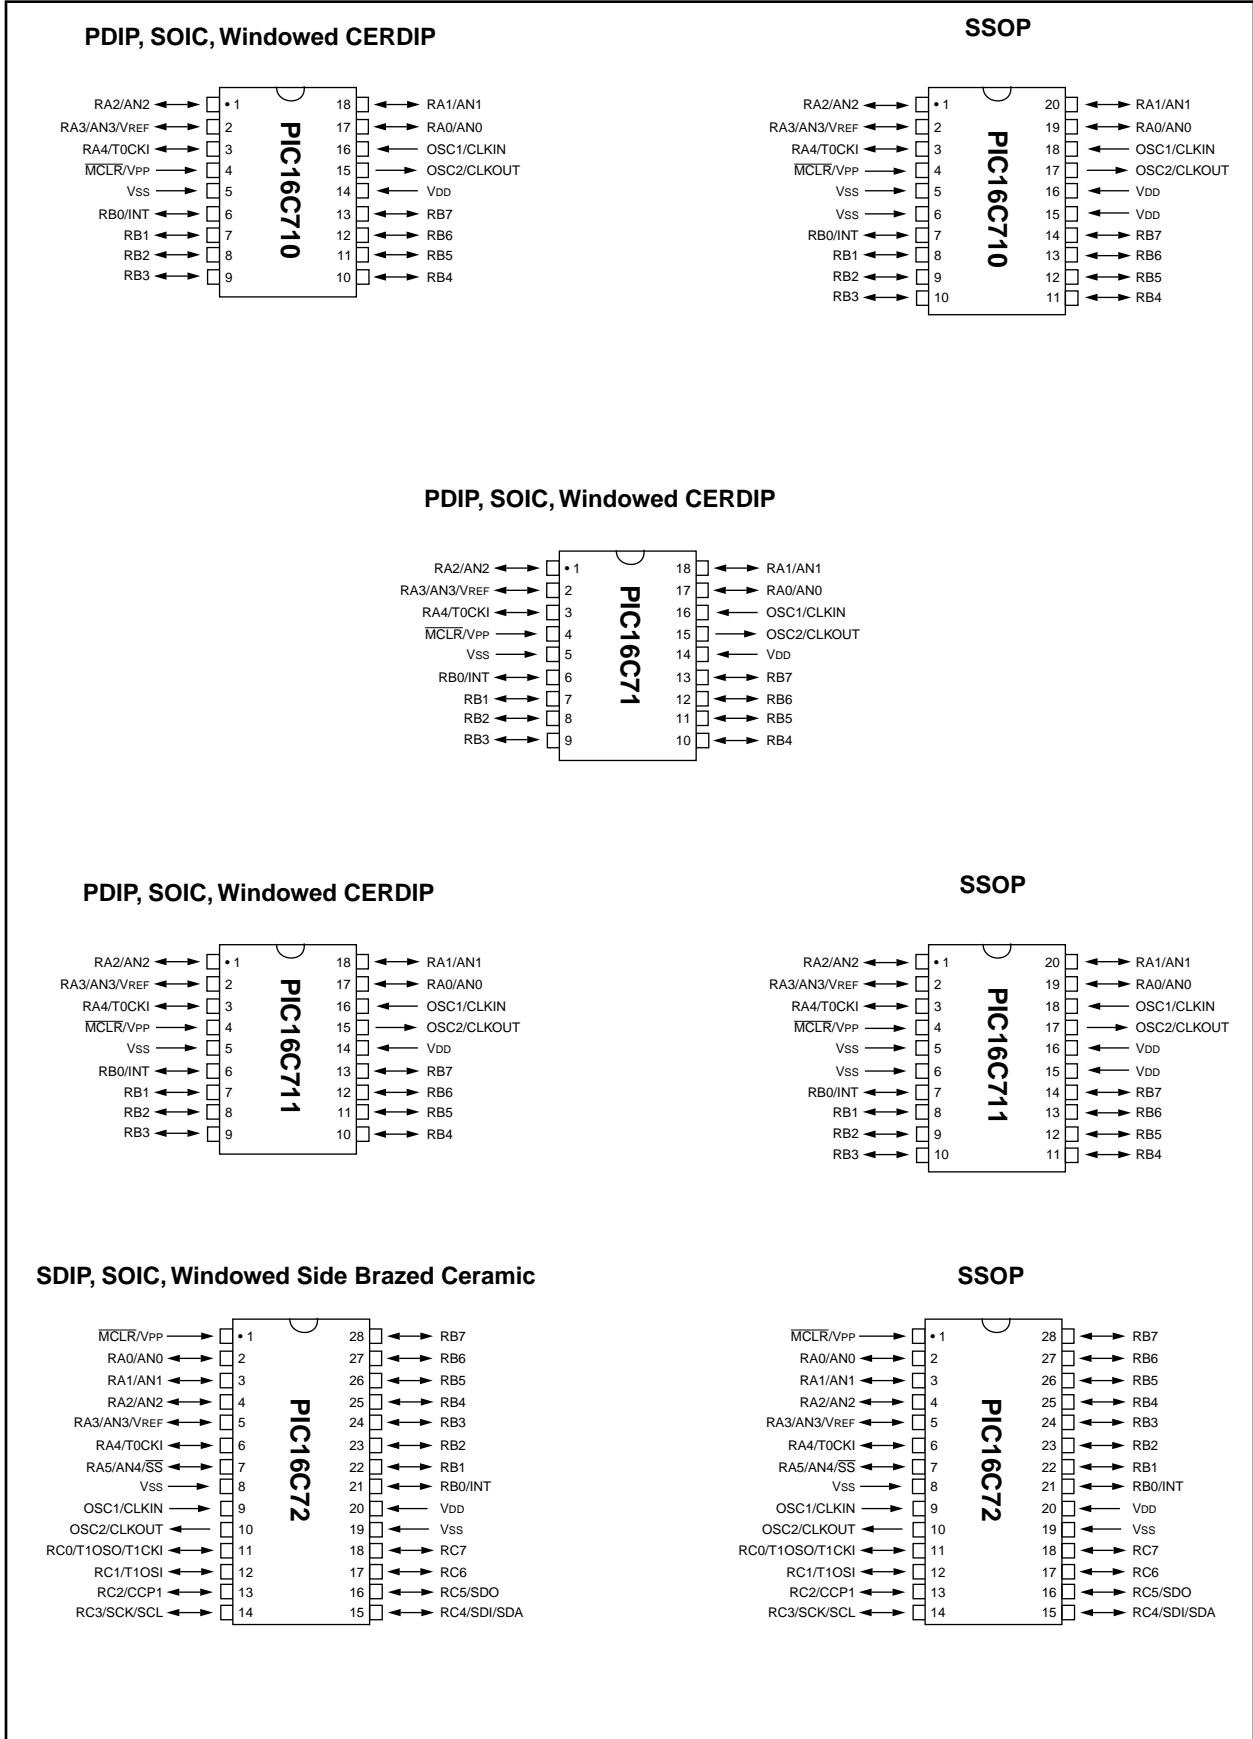 PDIP, SOIC, Windowed CERDIP
RA2/AN2 1 18 RA1/AN1
RA3/AN3/VREF 2 17 RA0/AN0
RA4/T0CKI 3 16 OSC1/CLKIN
MCLR/VPP 4 15 OSC2/CLKOUT
VSS 5 14 VDD
RB0/INT 6 13 RB7
RB1 7 12 RB6
RB2 8 11 RB5
RB3 9 10 RB4
PIC16C710
SSOP
RA2/AN2 1 20 RA1/AN1
RA3/AN3/VREF 2 19 RA0/AN0
RA4/T0CKI 3 18 OSC1/CLKIN
MCLR/VPP 4 17 OSC2/CLKOUT
VSS 5 16 VDD
VSS 6 15 VDD
RB0/INT 7 14 RB7
RB1 8 13 RB6
RB2 9 12 RB5
RB3 10 11 RB4
PIC16C710
PDIP, SOIC, Windowed CERDIP
RA2/AN2 1 18 RA1/AN1
RA3/AN3/VREF 2 17 RA0/AN0
RA4/T0CKI 3 16 OSC1/CLKIN
MCLR/VPP 4 15 OSC2/CLKOUT
VSS 5 14 VDD
RB0/INT 6 13 RB7
RB1 7 12 RB6
RB2 8 11 RB5
RB3 9 10 RB4
PIC16C71
PDIP, SOIC, Windowed CERDIP
RA2/AN2 1 18 RA1/AN1
RA3/AN3/VREF 2 17 RA0/AN0
RA4/T0CKI 3 16 OSC1/CLKIN
MCLR/VPP 4 15 OSC2/CLKOUT
VSS 5 14 VDD
RB0/INT 6 13 RB7
RB1 7 12 RB6
RB2 8 11 RB5
RB3 9 10 RB4
PIC16C711
SSOP
RA2/AN2 1 20 RA1/AN1
RA3/AN3/VREF 2 19 RA0/AN0
RA4/T0CKI 3 18 OSC1/CLKIN
MCLR/VPP 4 17 OSC2/CLKOUT
VSS 5 16 VDD
VSS 6 15 VDD
RB0/INT 7 14 RB7
RB1 8 13 RB6
RB2 9 12 RB5
RB3 10 11 RB4
PIC16C711
SDIP, SOIC, Windowed Side Brazed Ceramic
MCLR/VPP 1 28 RB7
RA0/AN0 2 27 RB6
RA1/AN1 3 26 RB5
RA2/AN2 4 25 RB4
RA3/AN3/VREF 5 24 RB3
RA4/T0CKI 6 23 RB2
RA5/AN4/SS 7 22 RB1
VSS 8 21 RB0/INT
OSC1/CLKIN 9 20 VDD
OSC2/CLKOUT 10 19 VSS
RC0/T1OSO/T1CKI 11 18 RC7
RC1/T1OSI 12 17 RC6
RC2/CCP1 13 16 RC5/SDO
RC3/SCK/SCL 14 15 RC4/SDI/SDA
PIC16C72
SSOP
MCLR/VPP 1 28 RB7
RA0/AN0 2 27 RB6
RA1/AN1 3 26 RB5
RA2/AN2 4 25 RB4
RA3/AN3/VREF 5 24 RB3
RA4/T0CKI 6 23 RB2
RA5/AN4/SS 7 22 RB1
VSS 8 21 RB0/INT
OSC1/CLKIN 9 20 VDD
OSC2/CLKOUT 10 19 VSS
RC0/T1OSO/T1CKI 11 18 RC7
RC1/T1OSI 12 17 RC6
RC2/CCP1 13 16 RC5/SDO
RC3/SCK/SCL 14 15 RC4/SDI/SDA
PIC16C72